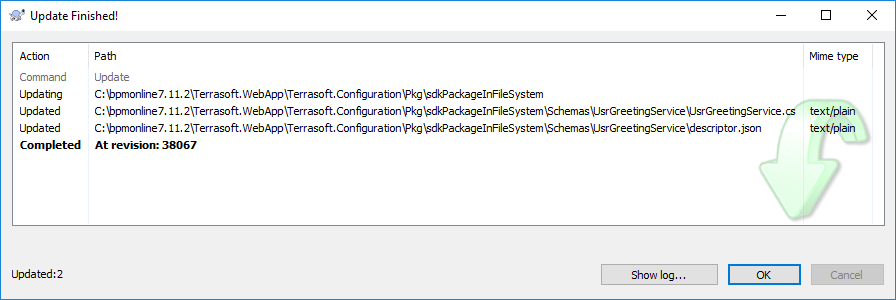 Update Finished!
Action Path Mime type
Command Update
Updating C:\bpmonline7.11.2\Terrasoft.WebApp\Terrasoft.Configuration\Pkg\sdkPackageInFileSystem
Updated C:\bpmonline7.11.2\Terrasoft.WebApp\Terrasoft.Configuration\Pkg\sdkPackageInFileSystem\Schemas\UsrGreetingService\UsrGreetingService.cs text/plain
Updated C:\bpmonline7.11.2\Terrasoft.WebApp\Terrasoft.Configuration\Pkg\sdkPackageInFileSystem\Schemas\UsrGreetingService\descriptor.json text/plain
Completed At revision: 38067
Updated:2 Show log... OK Cancel